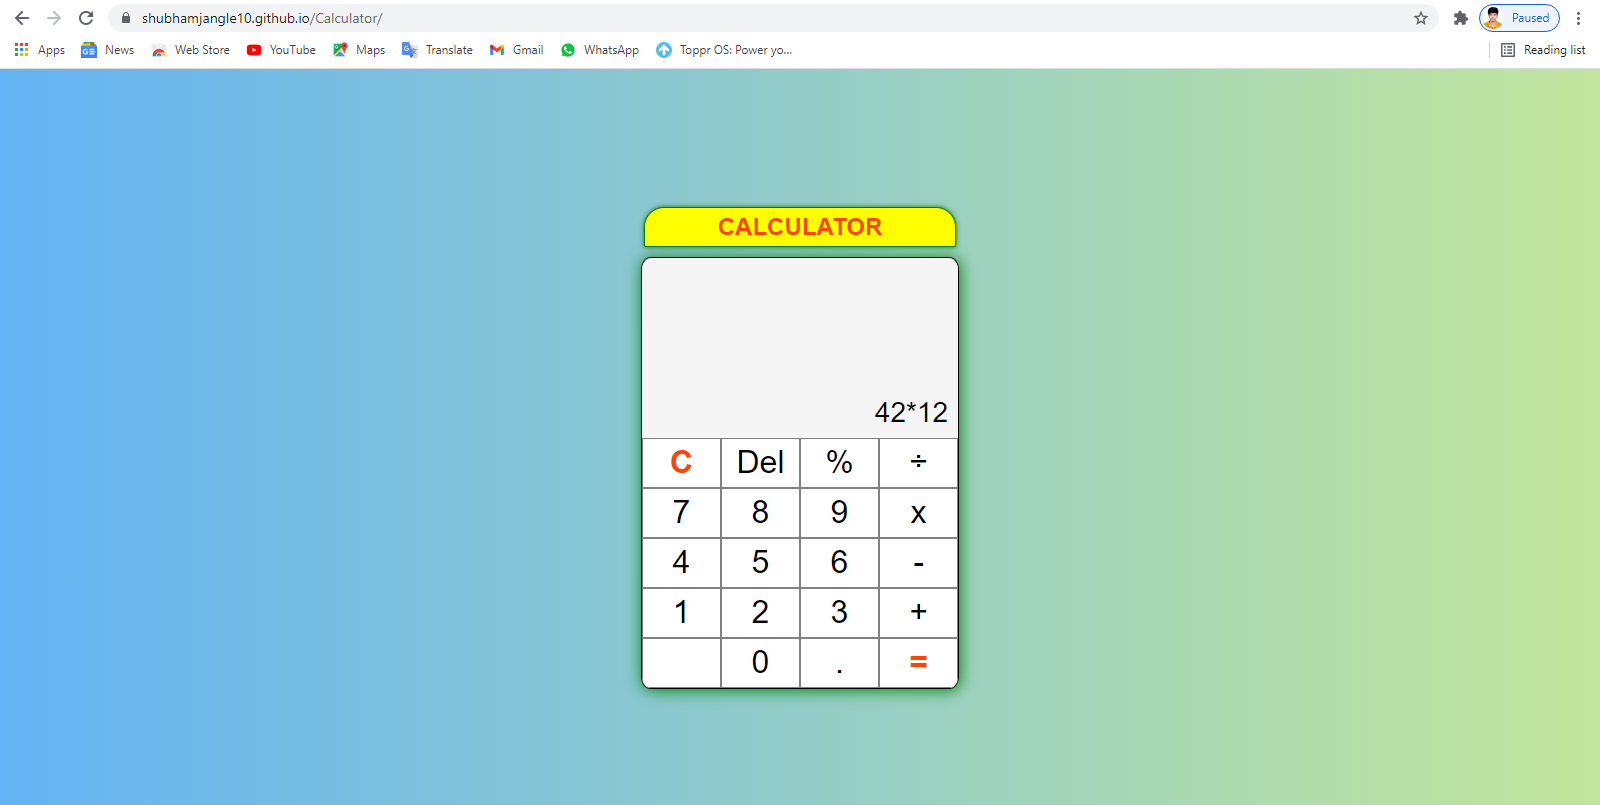 shubhamjangle10.github.io/Calculator/
Paused
Apps News Web Store YouTube Maps Translate Gmail WhatsApp Toppr OS: Power yo... Reading list
CALCULATOR
42*12
C Del % ÷
7 8 9 x
4 5 6 -
1 2 3 +
0 . =